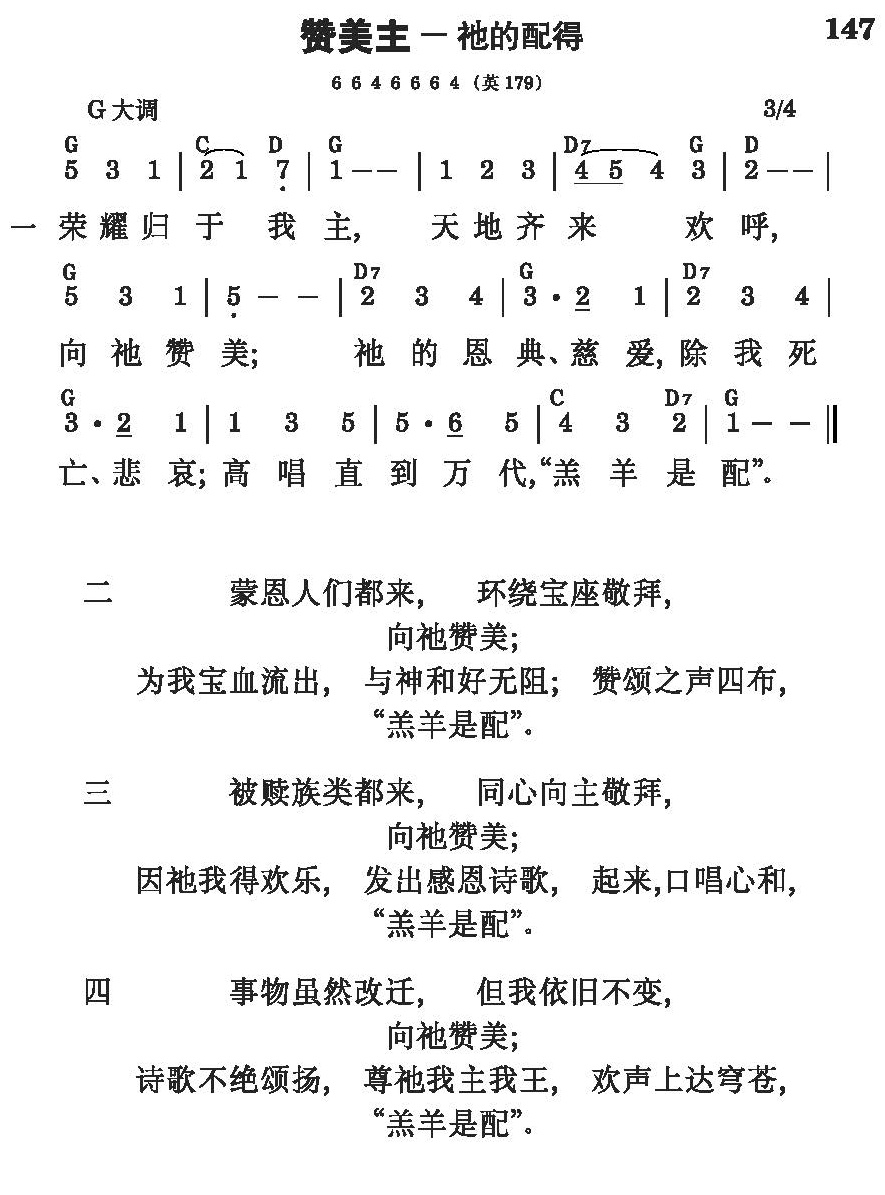 赞美主－祂的配得 147
6 6 4 6 6 6 4（英 179）
G 大调 3/4
G C D G D7 G D
5 3 1 | 2 1 7 | 1 - - | 1 2 3 | 4 5 4 3 | 2 - - |
一 荣耀归于我主, 天地齐来欢呼,
G D7 G D7
5 3 1 | 5 - - | 2 3 4 | 3 · 2 1 | 2 3 4 |
向祂赞美; 祂的恩典、慈爱, 除我死
G C D7 G
3 · 2 1 | 1 3 5 | 5 · 6 5 | 4 3 2 | 1 - - ‖
亡、悲哀; 高唱直到万代,“羔羊是配”。
二 蒙恩人们都来, 环绕宝座敬拜,
向祂赞美;
为我宝血流出, 与神和好无阻; 赞颂之声四布,
“羔羊是配”。
三 被赎族类都来, 同心向主敬拜,
向祂赞美;
因祂我得欢乐, 发出感恩诗歌, 起来,口唱心和,
“羔羊是配”。
四 事物虽然改迁, 但我依旧不变,
向祂赞美;
诗歌不绝颂扬, 尊祂我主我王, 欢声上达穹苍,
“羔羊是配”。